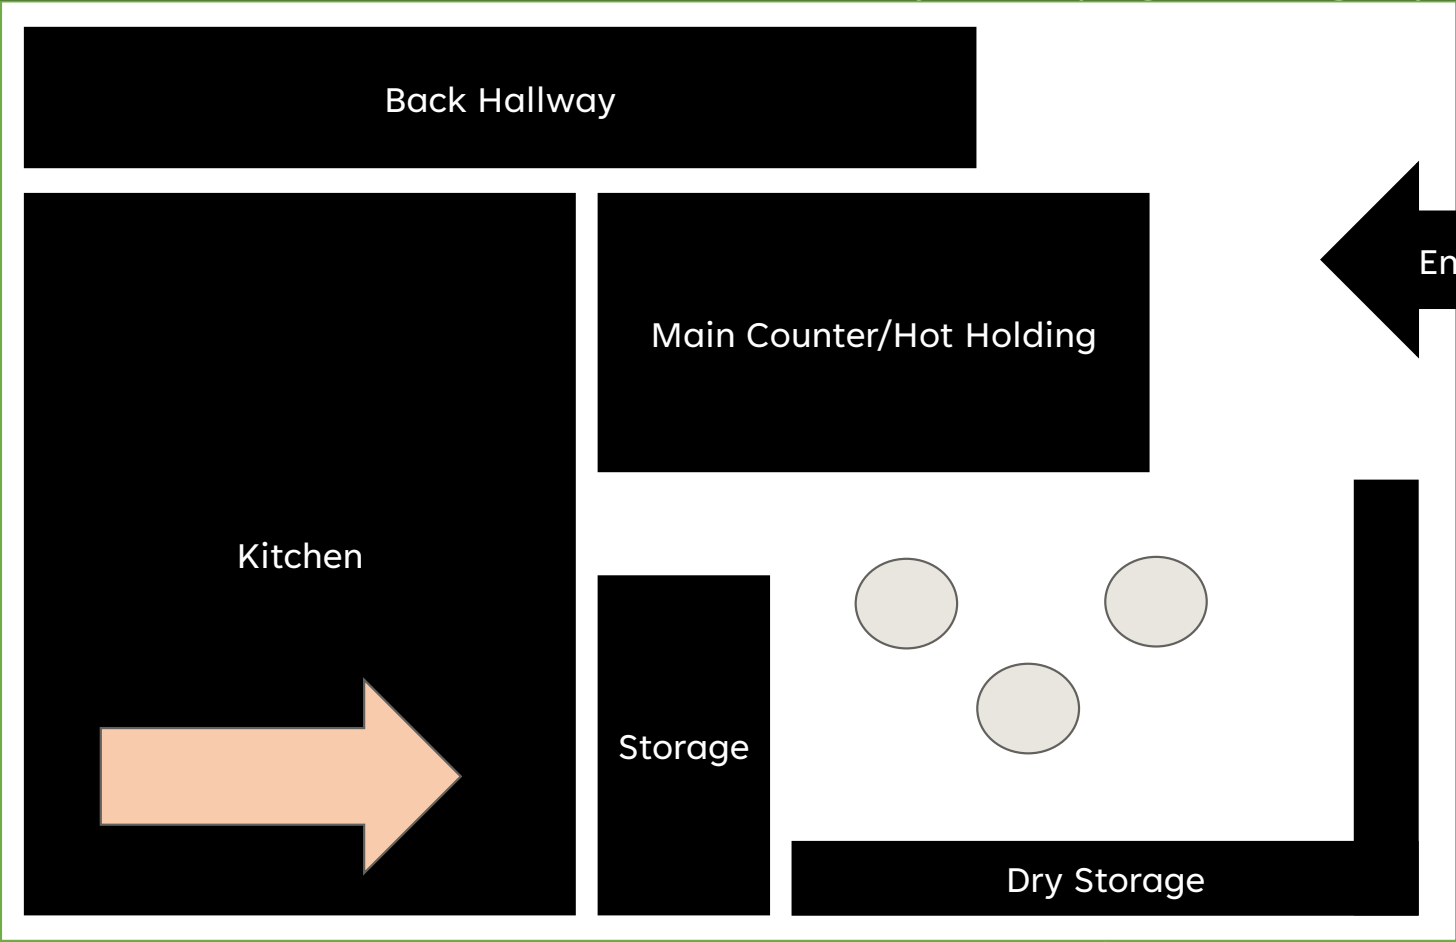 Back Hallway
Main Counter/Hot Holding
En
Kitchen
Storage
Dry Storage